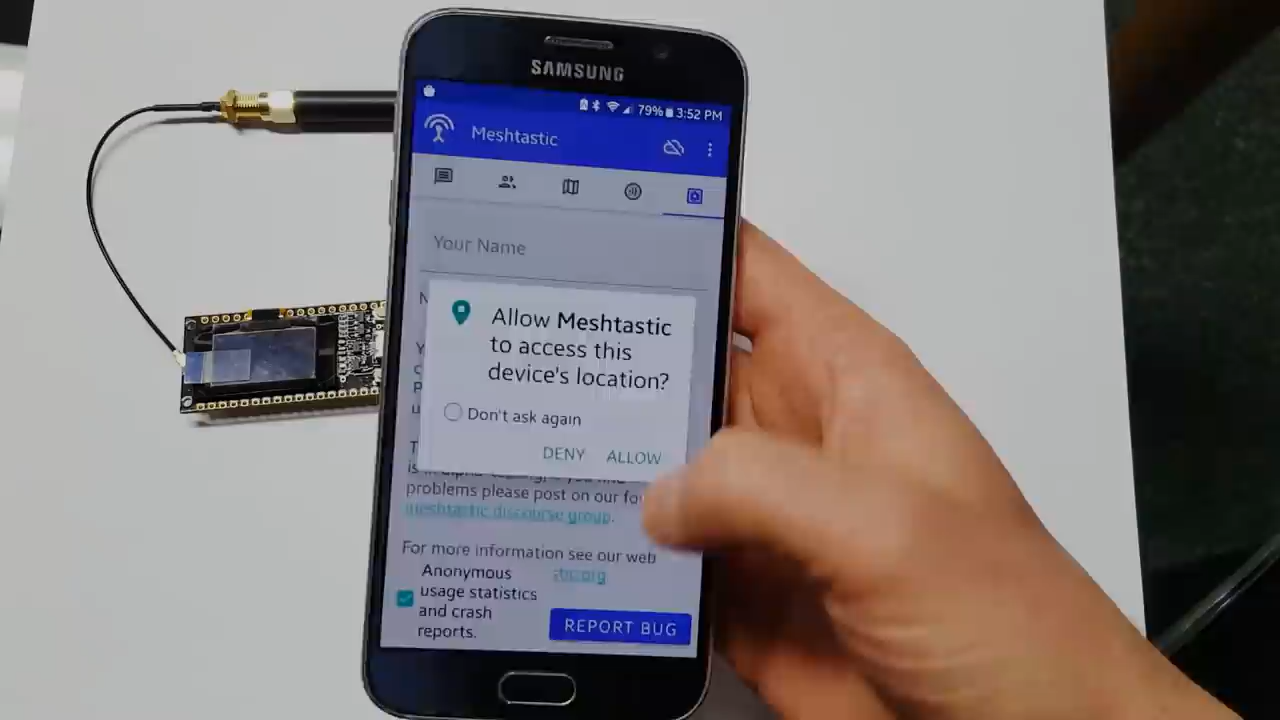 SAMSUNG
79% 3:52 PM
Meshtastic
Your Name
Allow Meshtastic
to access this
device's location?
Don't ask again
DENY ALLOW
problems please post on our
meshtastic discourse group.
For more information see our web
Anonymous
usage statistics
and crash
reports.
REPORT BUG